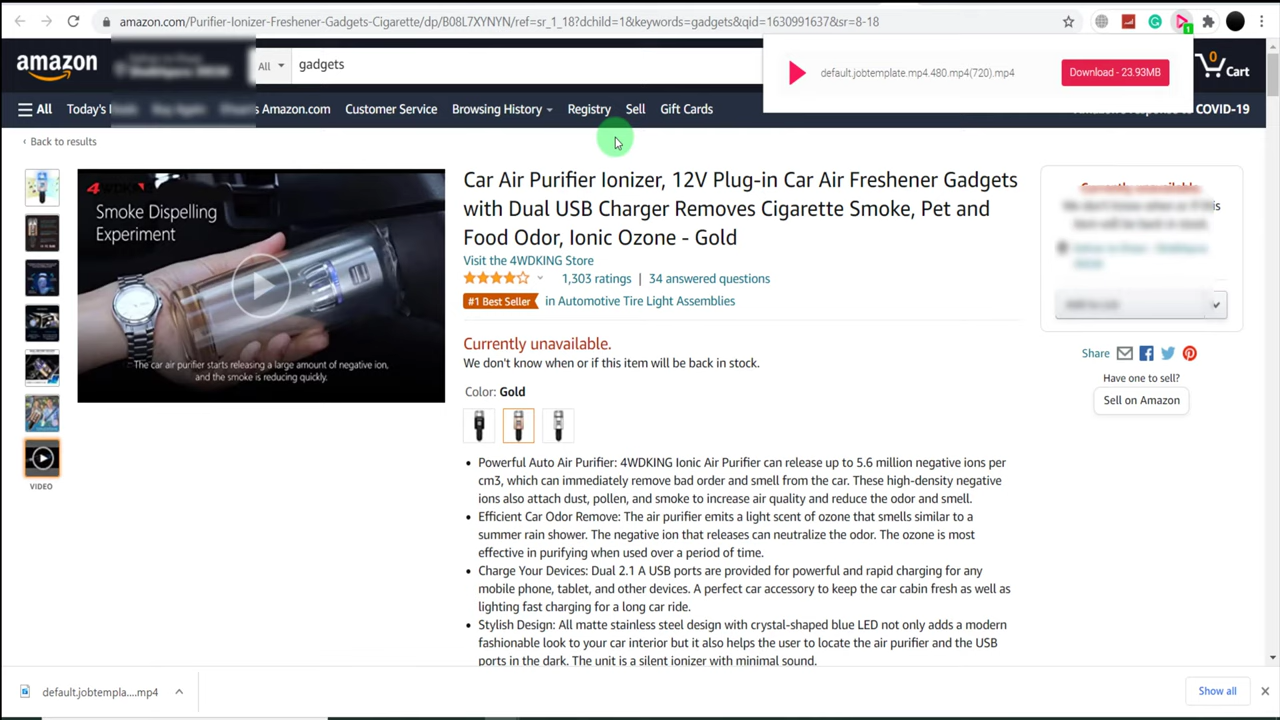 amazon.com/Purifier-Ionizer-Freshener-Gadgets-Cigarette/dp/B08L7XYNYN/ref=sr_1_18?dchild=1&keywords=gadgets&qid=1630991637&sr=8-18
1
default.jobtemplate.mp4.480.mp4(720).mp4
Download - 23.93MB
amazon
All
gadgets
0
Cart
All
Today's
Amazon.com
Customer Service
Browsing History
Registry
Sell
Gift Cards
COVID-19
‹ Back to results
4WDKING
Smoke Dispelling
Experiment
The car air purifier starts releasing a large amount of negative ion,
and the smoke is reducing quickly.
VIDEO
Car Air Purifier Ionizer, 12V Plug-in Car Air Freshener Gadgets
with Dual USB Charger Removes Cigarette Smoke, Pet and
Food Odor, Ionic Ozone - Gold
Visit the 4WDKING Store
1,303 ratings | 34 answered questions
#1 Best Seller in Automotive Tire Light Assemblies
Currently unavailable.
We don't know when or if this item will be back in stock.
Color: Gold
• Powerful Auto Air Purifier: 4WDKING Ionic Air Purifier can release up to 5.6 million negative ions per
cm3, which can immediately remove bad order and smell from the car. These high-density negative
ions also attach dust, pollen, and smoke to increase air quality and reduce the odor and smell.
• Efficient Car Odor Remove: The air purifier emits a light scent of ozone that smells similar to a
summer rain shower. The negative ion that releases can neutralize the odor. The ozone is most
effective in purifying when used over a period of time.
• Charge Your Devices: Dual 2.1 A USB ports are provided for powerful and rapid charging for any
mobile phone, tablet, and other devices. A perfect car accessory to keep the car cabin fresh as well as
lighting fast charging for a long car ride.
• Stylish Design: All matte stainless steel design with crystal-shaped blue LED not only adds a modern
fashionable look to your car interior but it also helps the user to locate the air purifier and the USB
ports in the dark. The unit is a silent ionizer with minimal sound.
Currently unavailable.
We don't know when or if this
item will be back in stock.
Share
Have one to sell?
Sell on Amazon
default.jobtempla....mp4
Show all